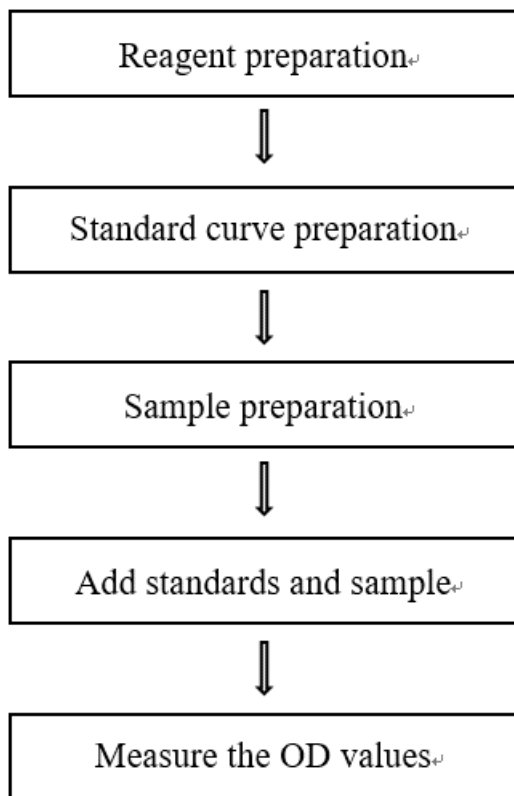 Reagent preparation
Standard curve preparation
Sample preparation
Add standards and sample
Measure the OD values